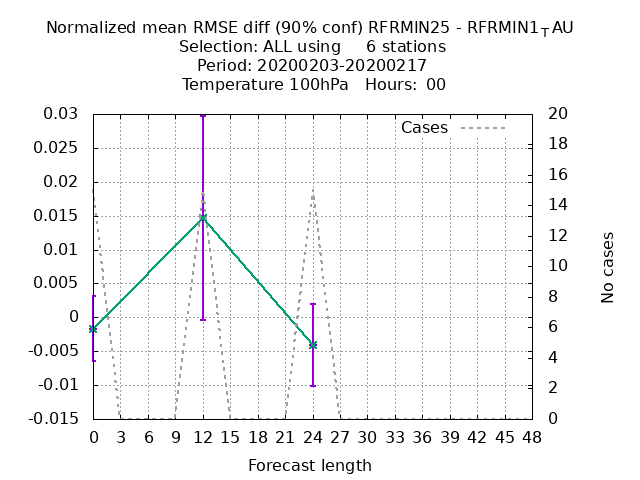 Normalized mean RMSE diff (90% conf) RFRMIN25 - RFRMIN1TAU
Selection: ALL using     6 stations
Period: 20200203-20200217
Temperature 100hPa   Hours:  00
Cases
0.03
0.025
0.02
0.015
0.01
0.005
0
-0.005
-0.01
-0.015
20
18
16
14
12
10
8
6
4
2
0
No cases
0 3 6 9 12 15 18 21 24 27 30 33 36 39 42 45 48
Forecast length